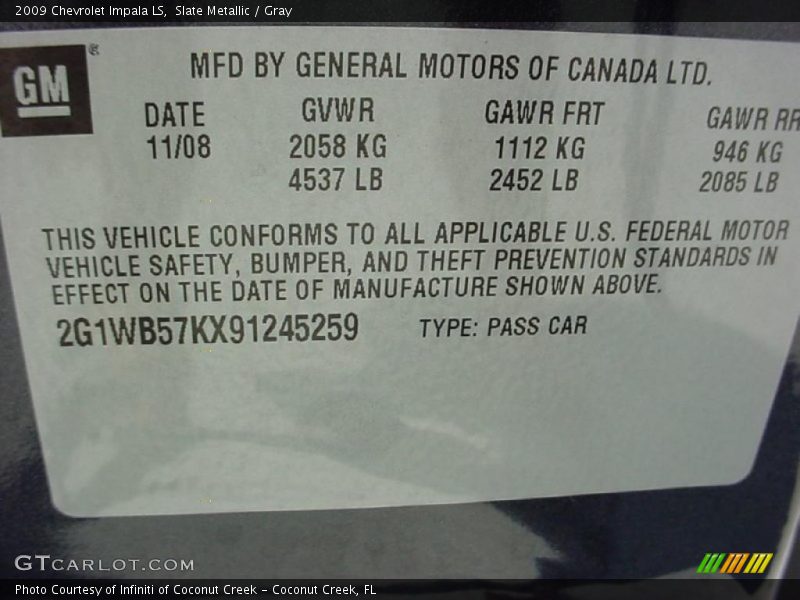 2009 Chevrolet Impala LS, Slate Metallic / Gray
GM ®
MFD BY GENERAL MOTORS OF CANADA LTD.
DATE GVWR GAWR FRT GAWR RR
11/08 2058 KG 1112 KG 946 KG
4537 LB 2452 LB 2085 LB
THIS VEHICLE CONFORMS TO ALL APPLICABLE U.S. FEDERAL MOTOR
VEHICLE SAFETY, BUMPER, AND THEFT PREVENTION STANDARDS IN
EFFECT ON THE DATE OF MANUFACTURE SHOWN ABOVE.
2G1WB57KX91245259 TYPE: PASS CAR
GTCARLOT.COM
Photo Courtesy of Infiniti of Coconut Creek - Coconut Creek, FL